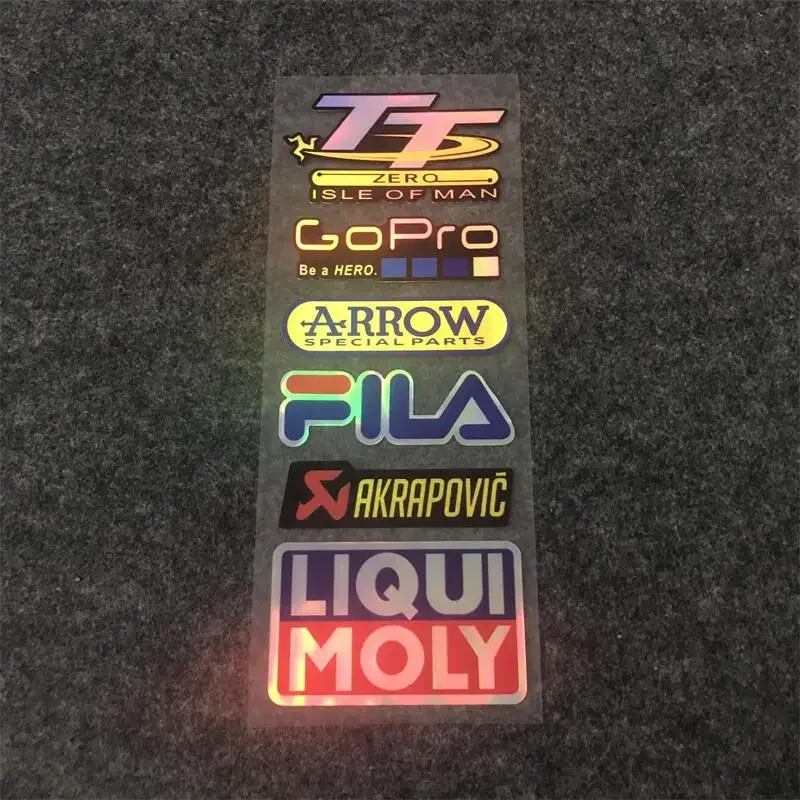 TT
ZERO
ISLE OF MAN
GoPro
Be a HERO.
ARROW
SPECIAL PARTS
FILA
AKRAPOVIČ
LIQUI
MOLY